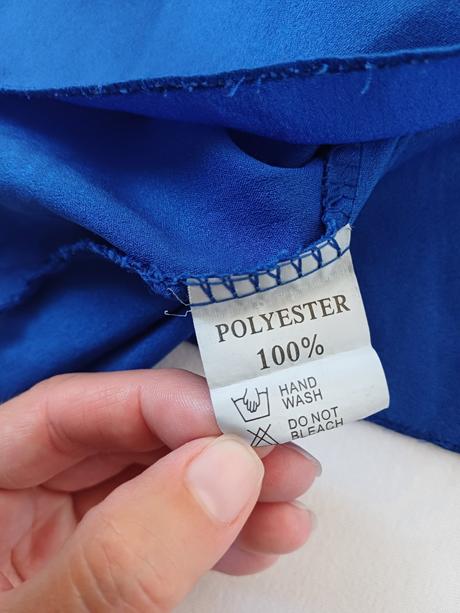 POLYESTER
100%
HAND
WASH
DO NOT
BLEACH